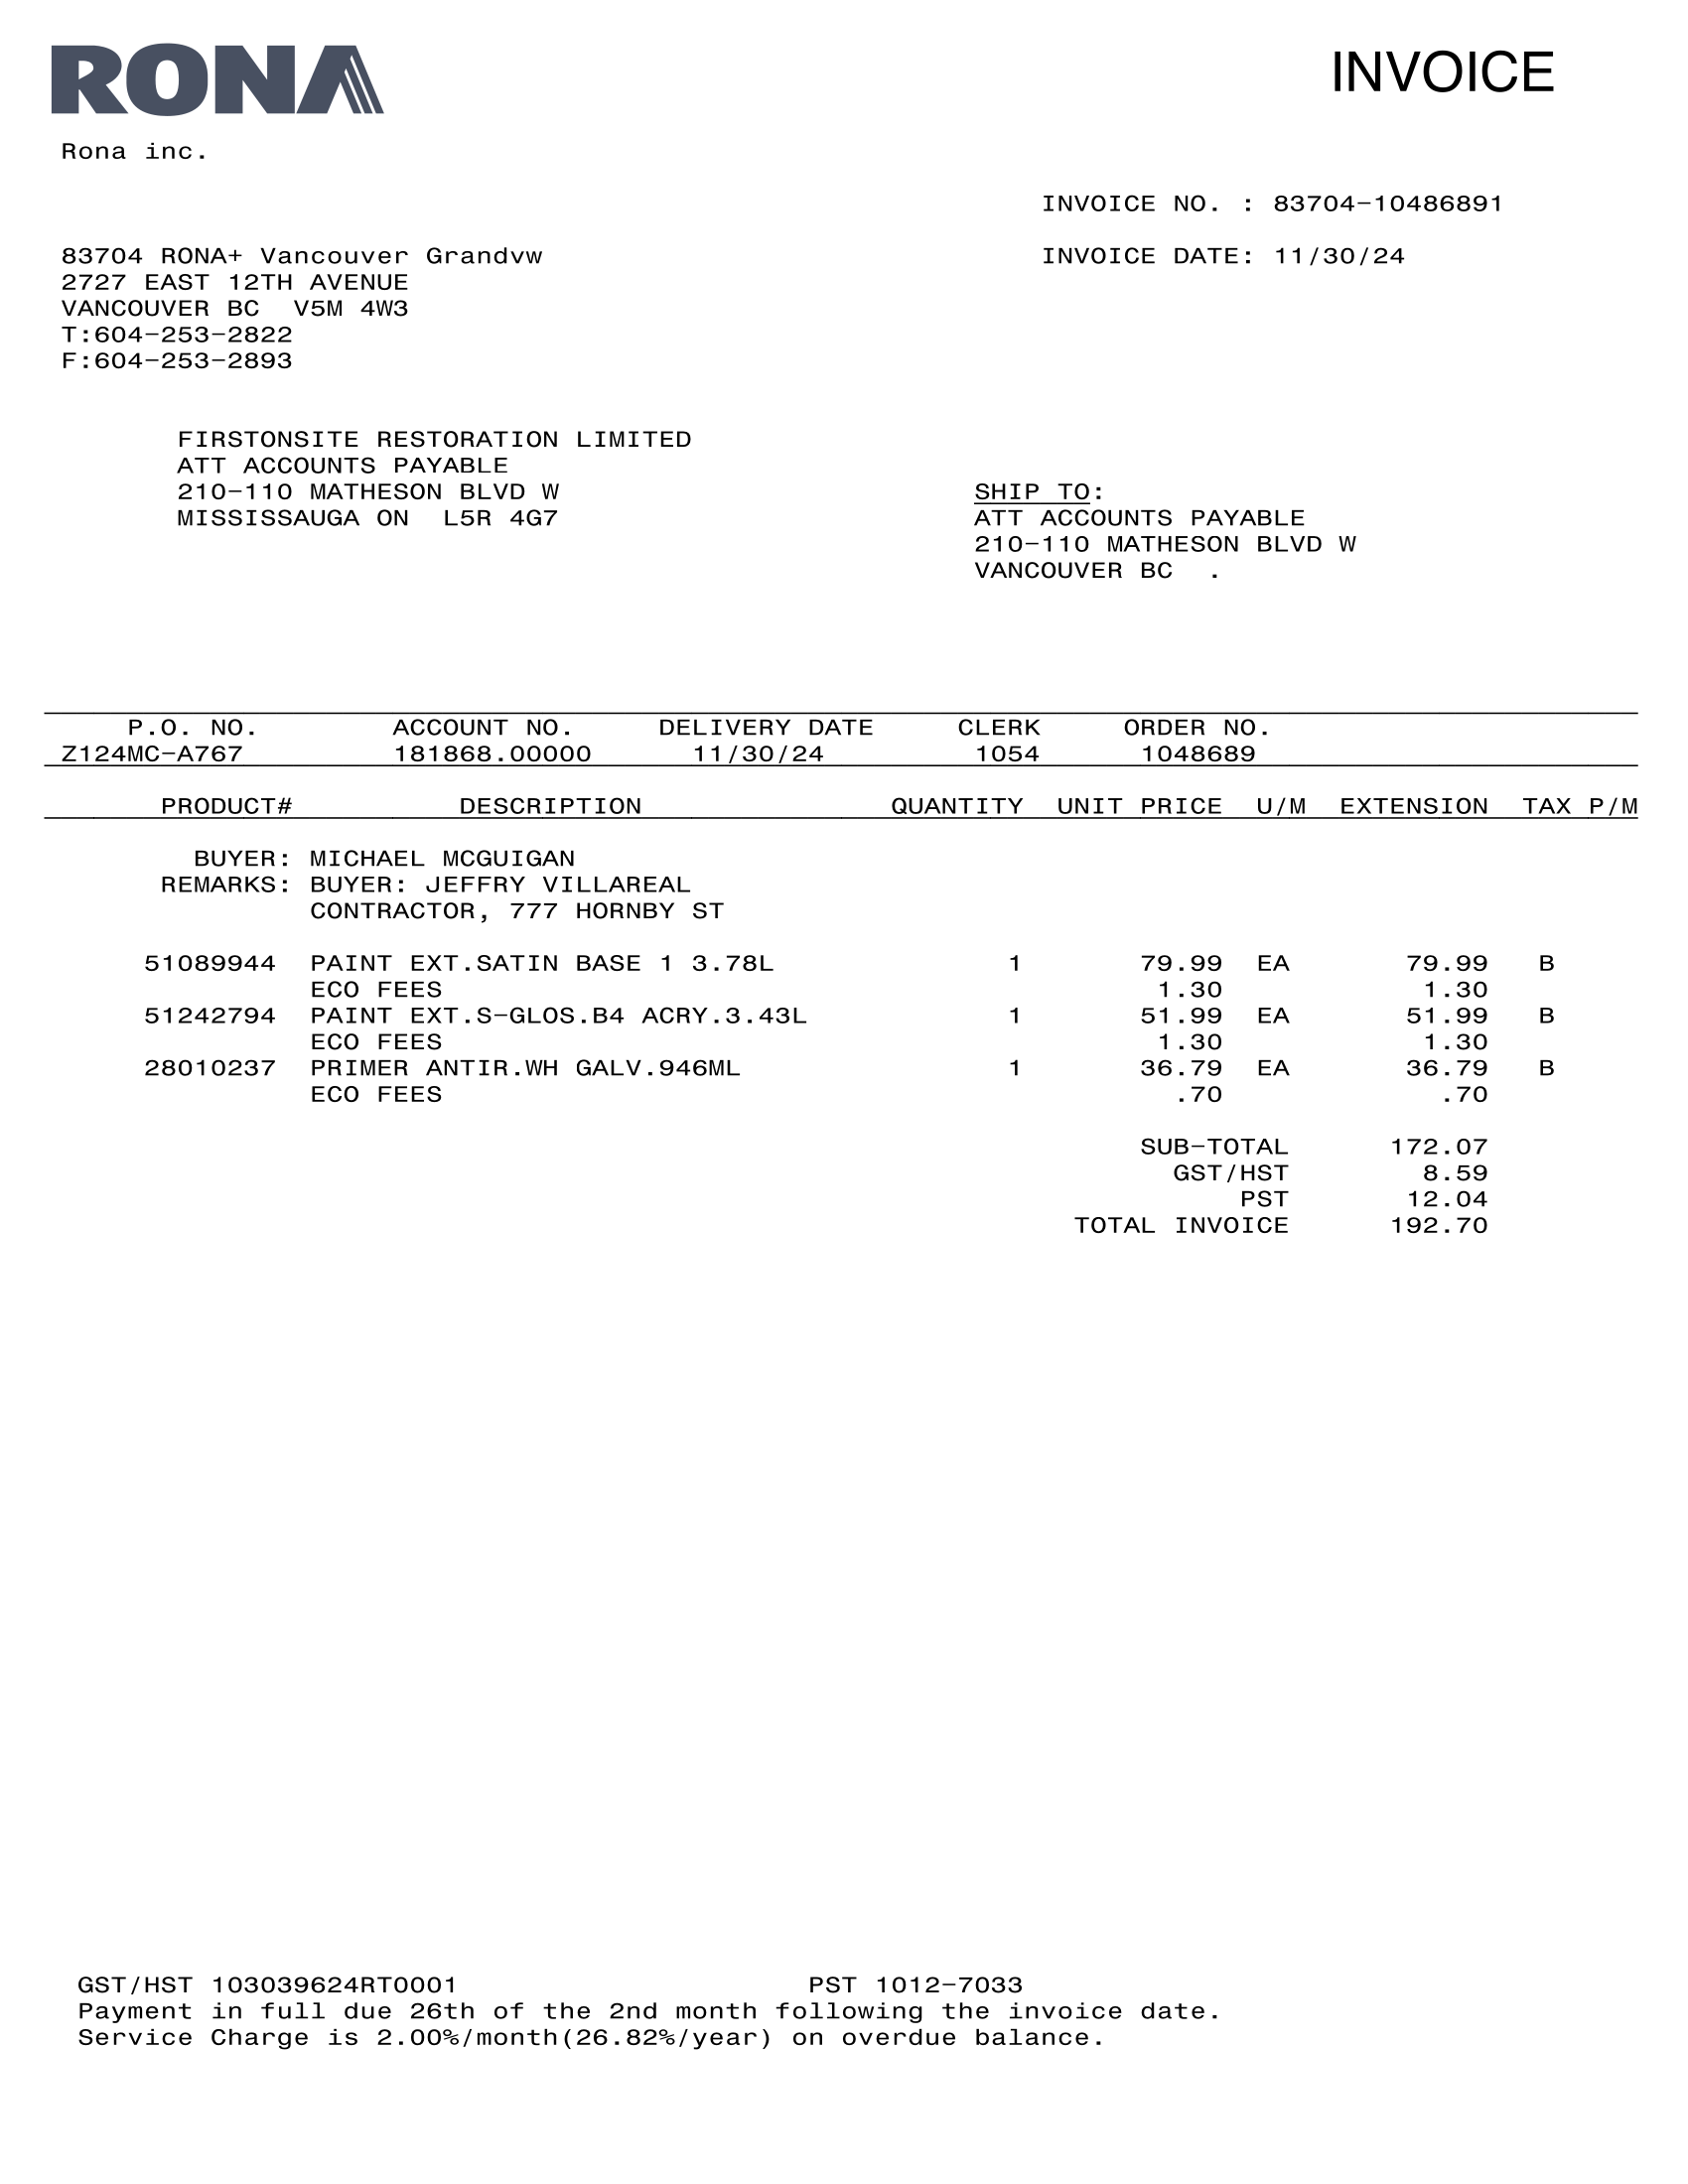 RONA
INVOICE
Rona inc.
INVOICE NO. : 83704-10486891
83704 RONA+ Vancouver Grandvw
INVOICE DATE: 11/30/24
2727 EAST 12TH AVENUE
VANCOUVER BC  V5M 4W3
T:604-253-2822
F:604-253-2893
FIRSTONSITE RESTORATION LIMITED
ATT ACCOUNTS PAYABLE
210-110 MATHESON BLVD W
MISSISSAUGA ON  L5R 4G7
SHIP TO:
ATT ACCOUNTS PAYABLE
210-110 MATHESON BLVD W
VANCOUVER BC  .
P.O. NO. ACCOUNT NO. DELIVERY DATE CLERK ORDER NO.
Z124MC-A767 181868.00000 11/30/24 1054 1048689
PRODUCT# DESCRIPTION QUANTITY UNIT PRICE U/M EXTENSION TAX P/M
BUYER: MICHAEL MCGUIGAN
REMARKS: BUYER: JEFFRY VILLAREAL
CONTRACTOR, 777 HORNBY ST
51089944 PAINT EXT.SATIN BASE 1 3.78L 1 79.99 EA 79.99 B
ECO FEES 1.30 1.30
51242794 PAINT EXT.S-GLOS.B4 ACRY.3.43L 1 51.99 EA 51.99 B
ECO FEES 1.30 1.30
28010237 PRIMER ANTIR.WH GALV.946ML 1 36.79 EA 36.79 B
ECO FEES .70 .70
SUB-TOTAL 172.07
GST/HST 8.59
PST 12.04
TOTAL INVOICE 192.70
GST/HST 103039624RT0001 PST 1012-7033
Payment in full due 26th of the 2nd month following the invoice date.
Service Charge is 2.00%/month(26.82%/year) on overdue balance.